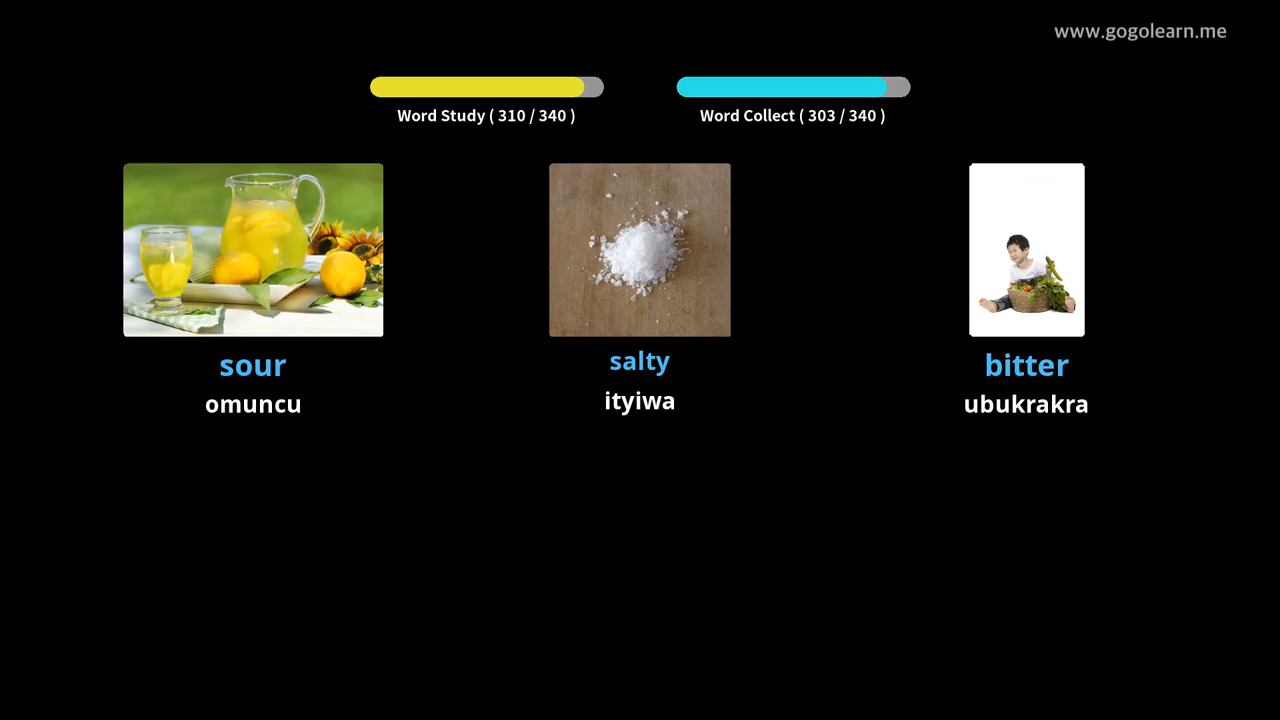 www.gogolearn.me
Word Study ( 310 / 340 )
Word Collect ( 303 / 340 )
sour
omuncu
salty
ityiwa
bitter
ubukrakra